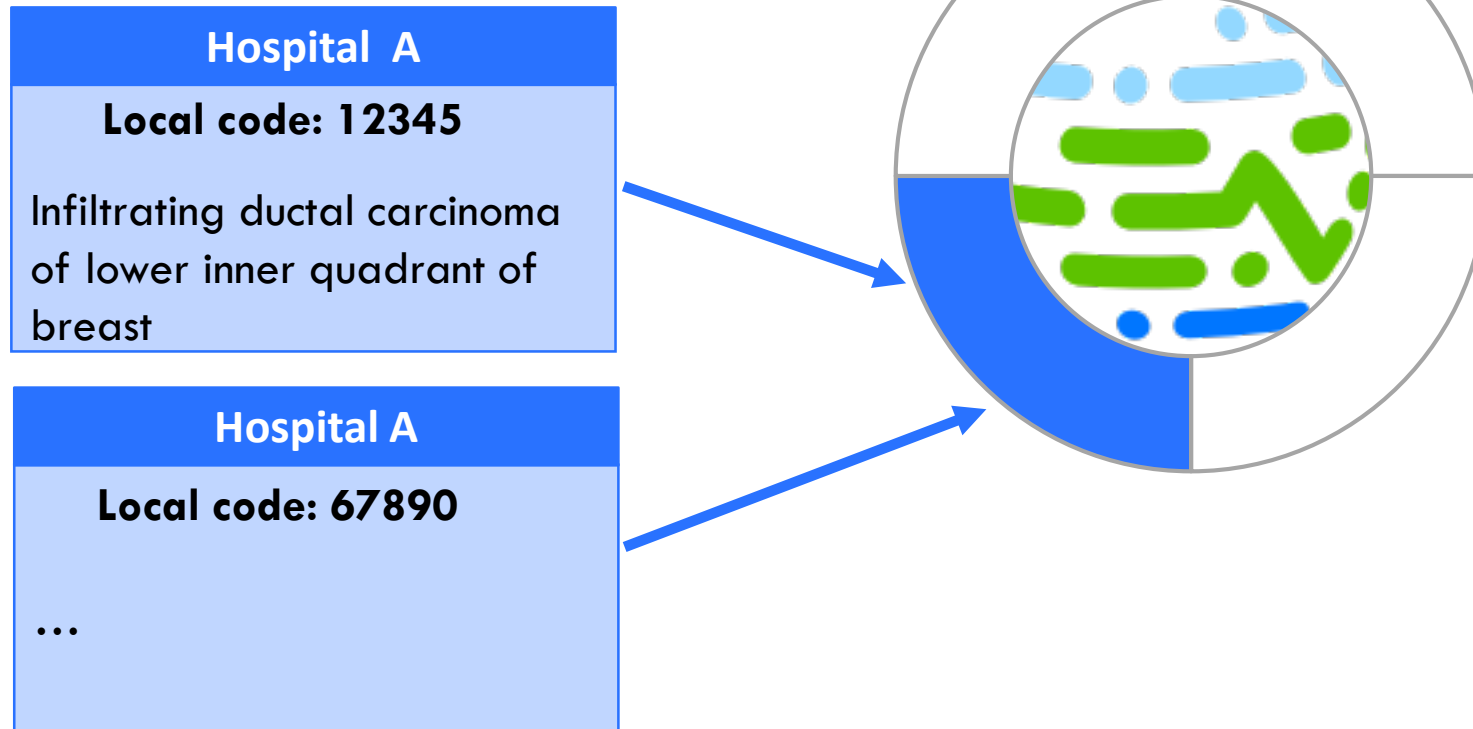 Hospital  A
Local code: 12345
Infiltrating ductal carcinoma
of lower inner quadrant of
breast
Hospital A
Local code: 67890
...